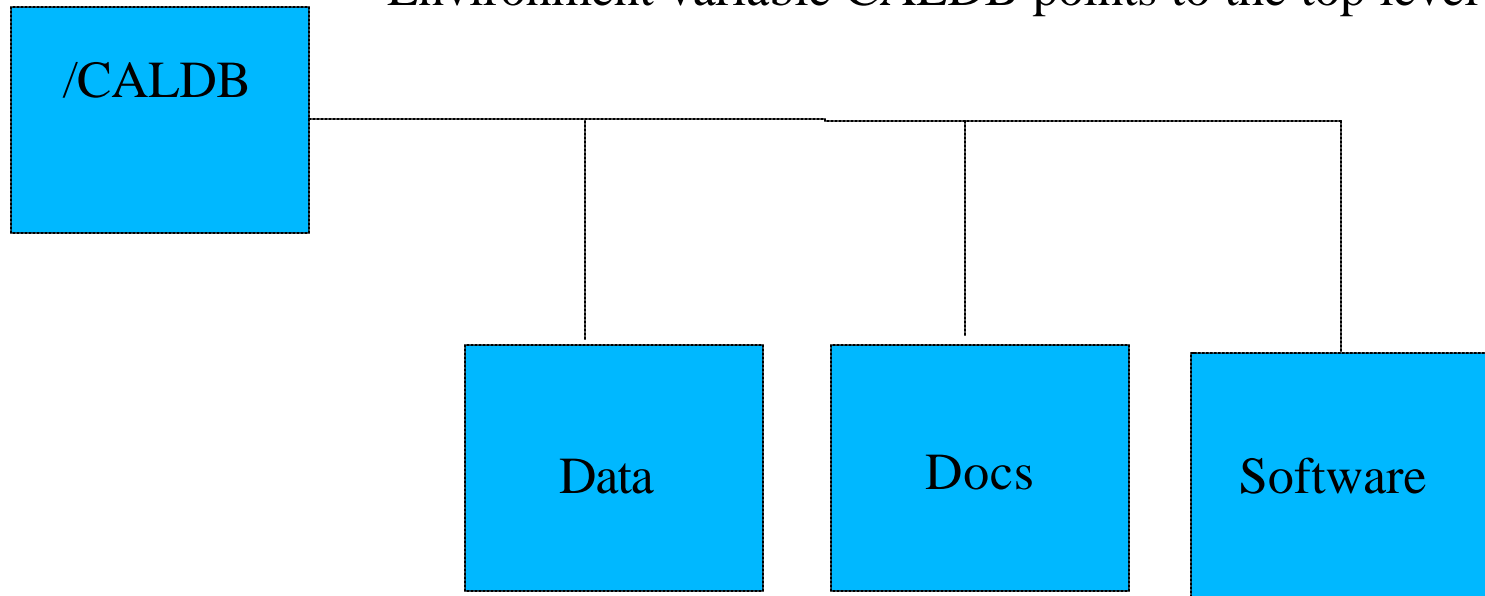 Environment variable CALDB points to the top level
/CALDB
Data
Docs
Software